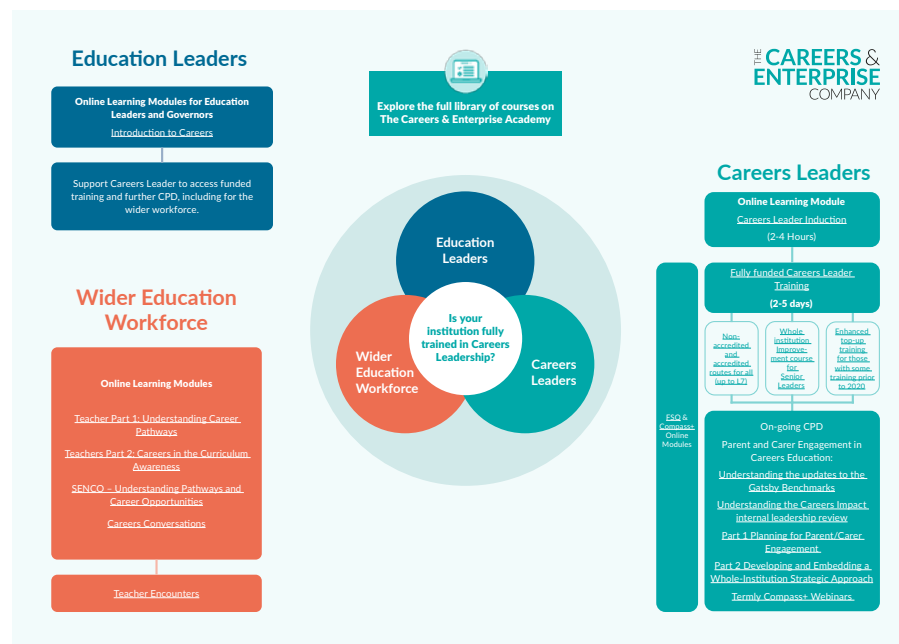 Education Leaders
Online Learning Modules for Education
Leaders and Governors
Introduction to Careers
Support Careers Leader to access funded
training and further CPD, including for the
wider workforce.
Explore the full library of courses on
The Careers & Enterprise Academy
THE CAREERS &
ENTERPRISE
COMPANY
Wider Education
Workforce
Online Learning Modules
Teacher Part 1: Understanding Career
Pathways
Teachers Part 2: Careers in the Curriculum
Awareness
SENCO – Understanding Pathways and
Career Opportunities
Careers Conversations
Teacher Encounters
Education
Leaders
Is your
institution fully
trained in Careers
Leadership?
Wider
Education
Workforce
Careers
Leaders
Careers Leaders
Online Learning Module
Careers Leader Induction
(2-4 Hours)
Fully funded Careers Leader
Training
(2-5 days)
Non-
accredited
and
accredited
routes for all
(up to L7)
Whole
institution
Improve-
ment course
for
Senior
Leaders
Enhanced
top-up
training
for those
with some
training prior
to 2020
FSQ &
Compass+
Online
Modules
On-going CPD
Parent and Carer Engagement in
Careers Education:
Understanding the updates to the
Gatsby Benchmarks
Understanding the Careers Impact
internal leadership review
Part 1 Planning for Parent/Carer
Engagement
Part 2 Developing and Embedding a
Whole-Institution Strategic Approach
Termly Compass+ Webinars